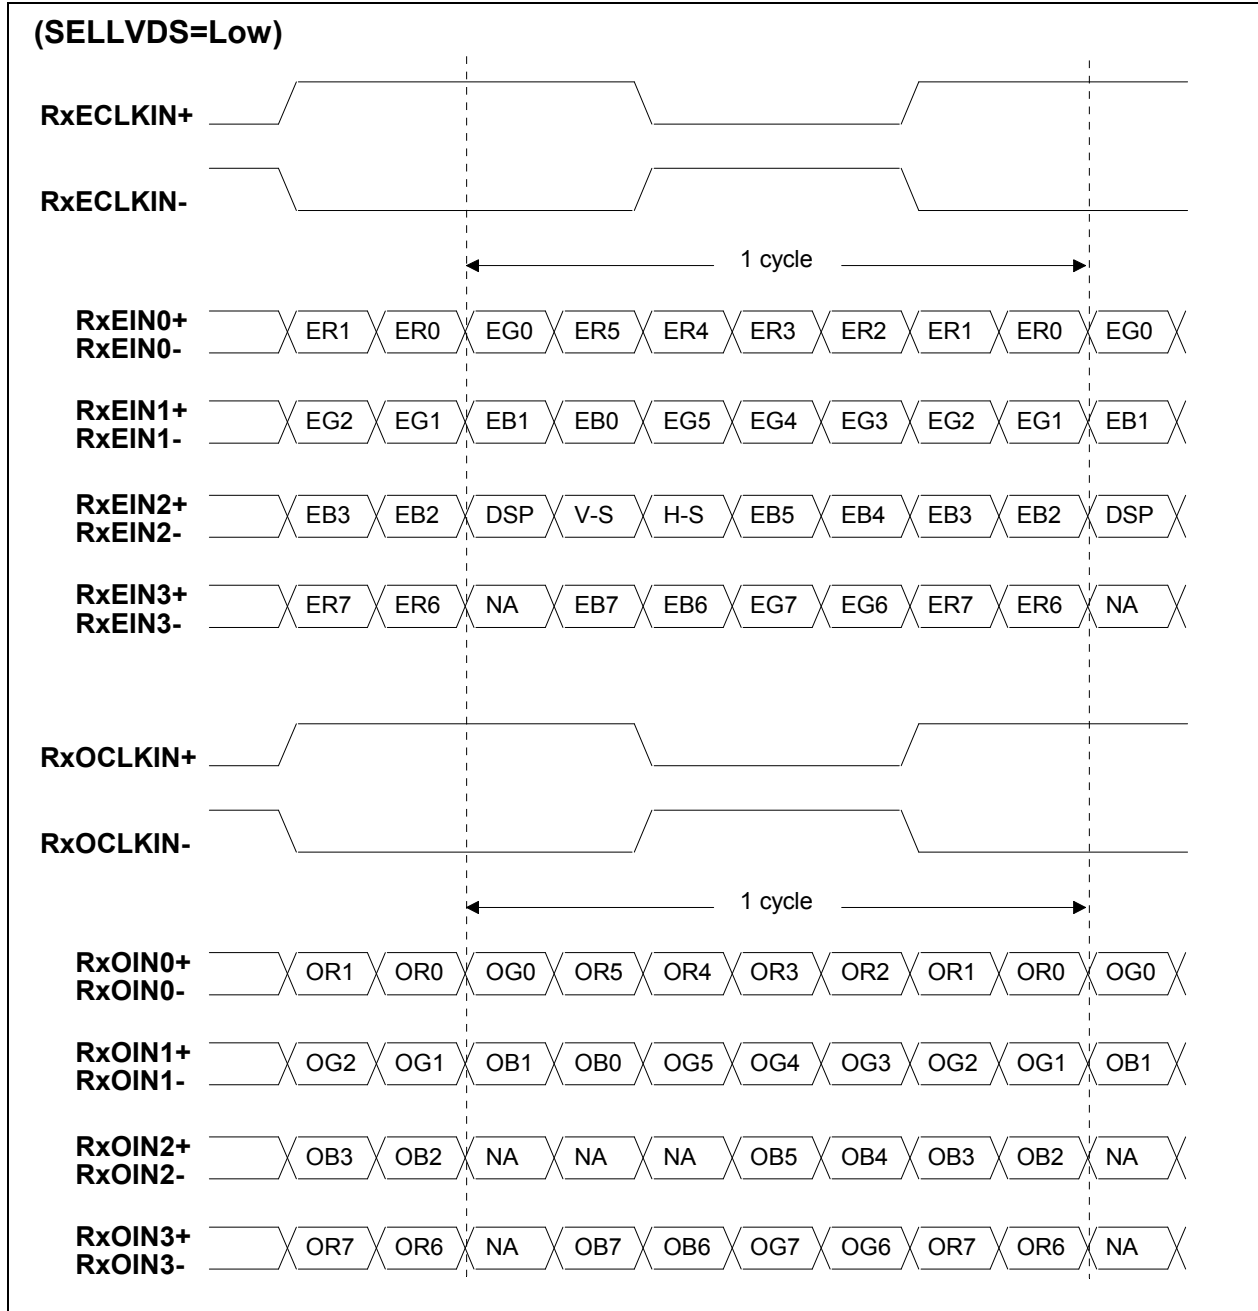 (SELLVDS=Low)
RxECLKIN+
RxECLKIN-
1 cycle
RxEIN0+
RxEIN0-
ER1 ER0 EG0 ER5 ER4 ER3 ER2 ER1 ER0 EG0
RxEIN1+
RxEIN1-
EG2 EG1 EB1 EB0 EG5 EG4 EG3 EG2 EG1 EB1
RxEIN2+
RxEIN2-
EB3 EB2 DSP V-S H-S EB5 EB4 EB3 EB2 DSP
RxEIN3+
RxEIN3-
ER7 ER6 NA EB7 EB6 EG7 EG6 ER7 ER6 NA
RxOCLKIN+
RxOCLKIN-
1 cycle
RxOIN0+
RxOIN0-
OR1 OR0 OG0 OR5 OR4 OR3 OR2 OR1 OR0 OG0
RxOIN1+
RxOIN1-
OG2 OG1 OB1 OB0 OG5 OG4 OG3 OG2 OG1 OB1
RxOIN2+
RxOIN2-
OB3 OB2 NA NA NA OB5 OB4 OB3 OB2 NA
RxOIN3+
RxOIN3-
OR7 OR6 NA OB7 OB6 OG7 OG6 OR7 OR6 NA